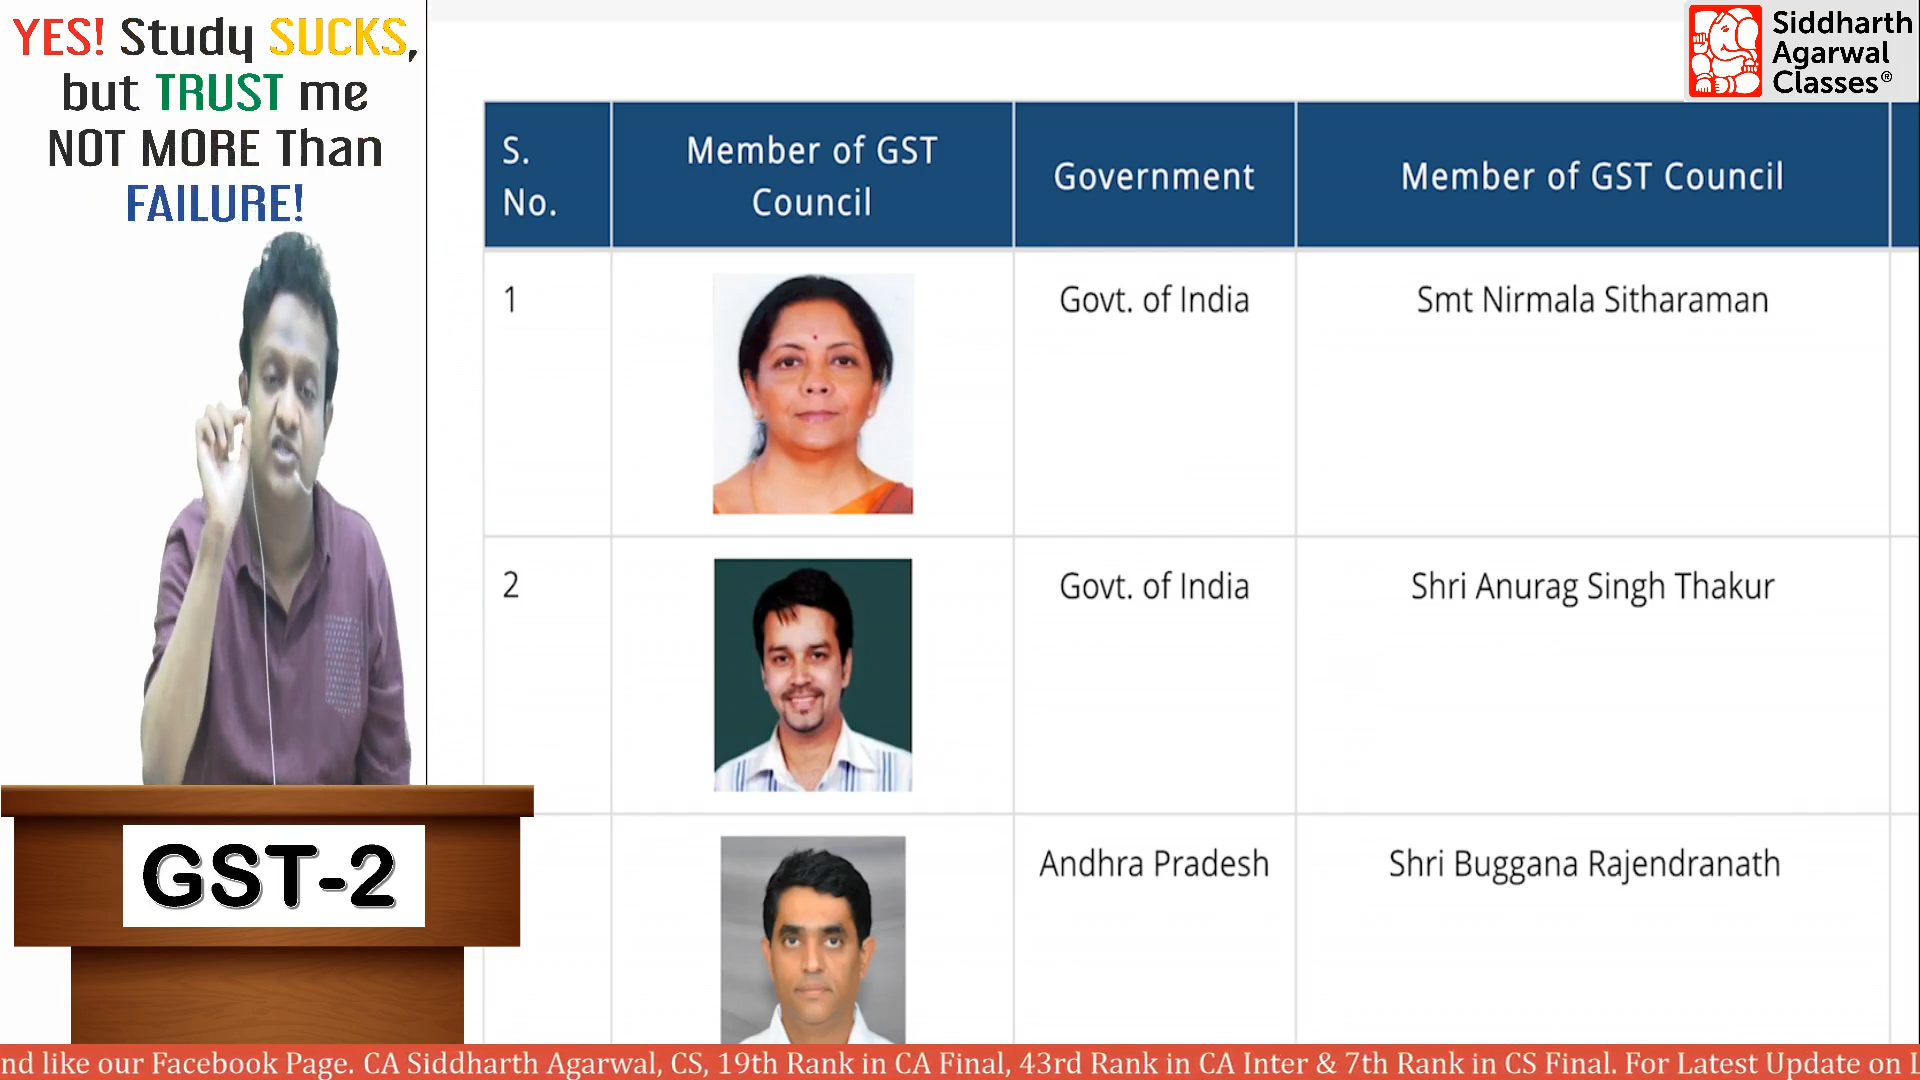 YES! Study SUCKS,
but TRUST me
NOT MORE Than
FAILURE!
Siddharth
Agarwal
Classes®
S.
No.
Member of GST
Council
Government
Member of GST Council
1
Govt. of India
Smt Nirmala Sitharaman
2
Govt. of India
Shri Anurag Singh Thakur
Andhra Pradesh
Shri Buggana Rajendranath
GST-2
like our Facebook Page. CA Siddharth Agarwal, CS, 19th Rank in CA Final, 43rd Rank in CA Inter & 7th Rank in CS Final. For Latest Update on